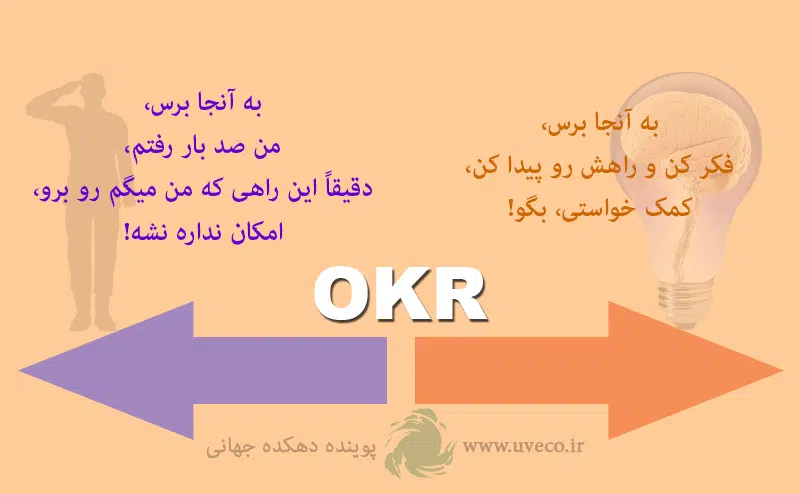 به آنجا برس،
فکر کن و راهش رو پیدا کن،
کمک خواستی، بگو!
به آنجا برس،
من صد بار رفتم،
دقیقاً این راهی که من میگم رو برو،
امکان نداره نشه!
OKR
پوینده دهکده جهانی www.uveco.ir